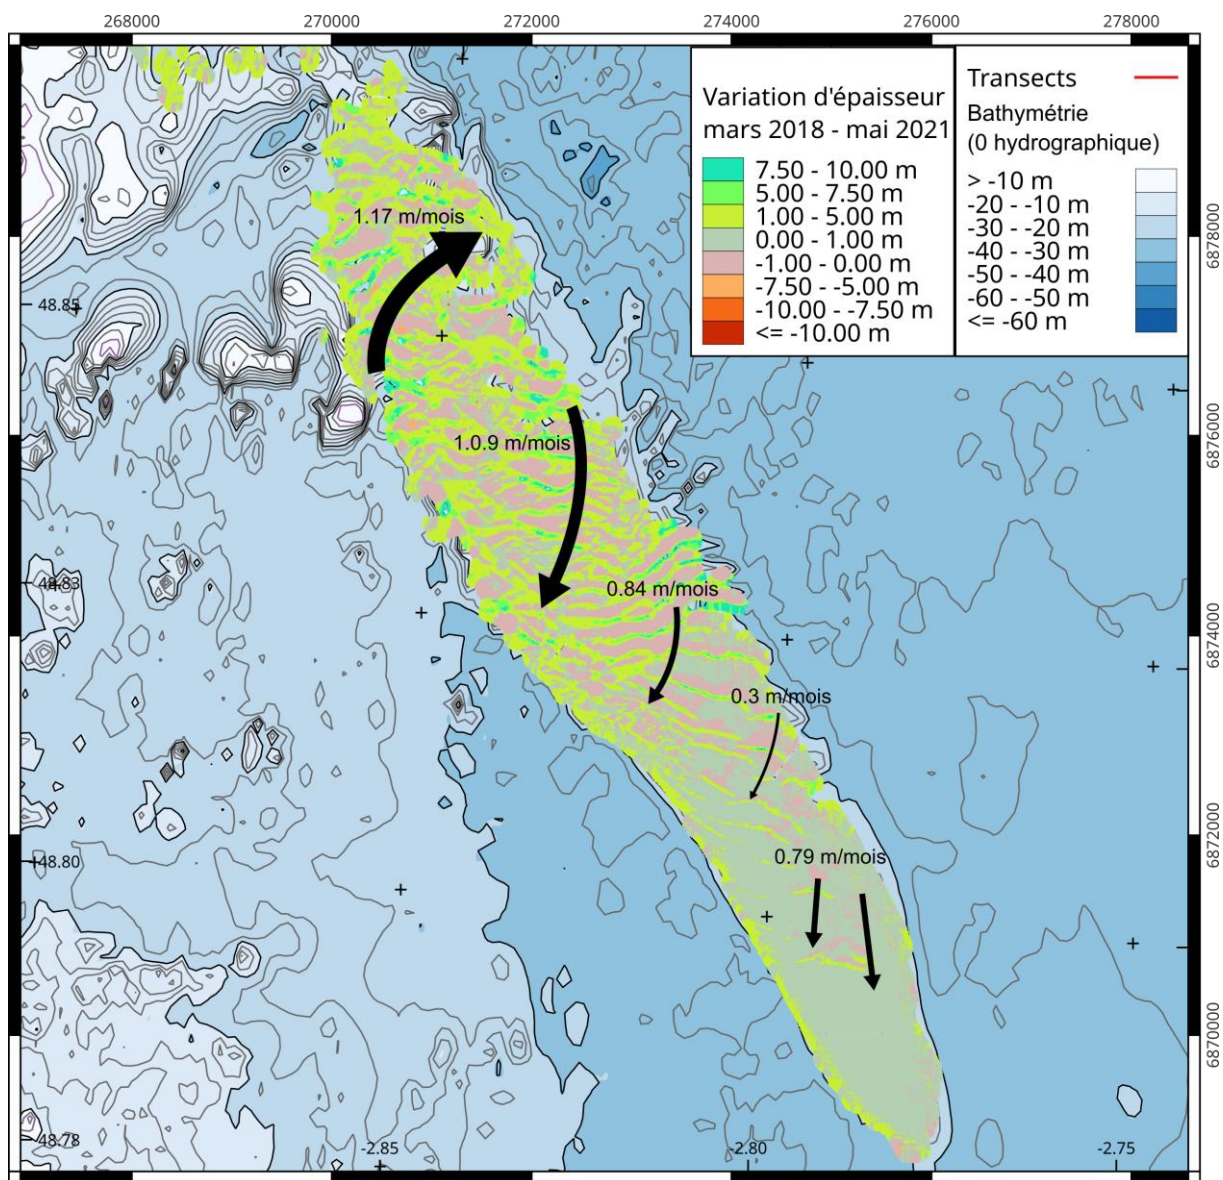 268000 270000 272000 274000 276000 278000
Variation d'épaisseur
mars 2018 - mai 2021
7.50 - 10.00 m
5.00 - 7.50 m
1.00 - 5.00 m
0.00 - 1.00 m
-1.00 - 0.00 m
-7.50 - -5.00 m
-10.00 - -7.50 m
<= -10.00 m
Transects
Bathymétrie
(0 hydrographique)
> -10 m
-20 - -10 m
-30 - -20 m
-40 - -30 m
-50 - -40 m
-60 - -50 m
<= -60 m
6878000
6876000
6874000
6872000
6870000
48.85
48.83
48.80
48.78
1.17 m/mois
1.0.9 m/mois
0.84 m/mois
0.3 m/mois
0.79 m/mois
-2.85 -2.80 -2.75